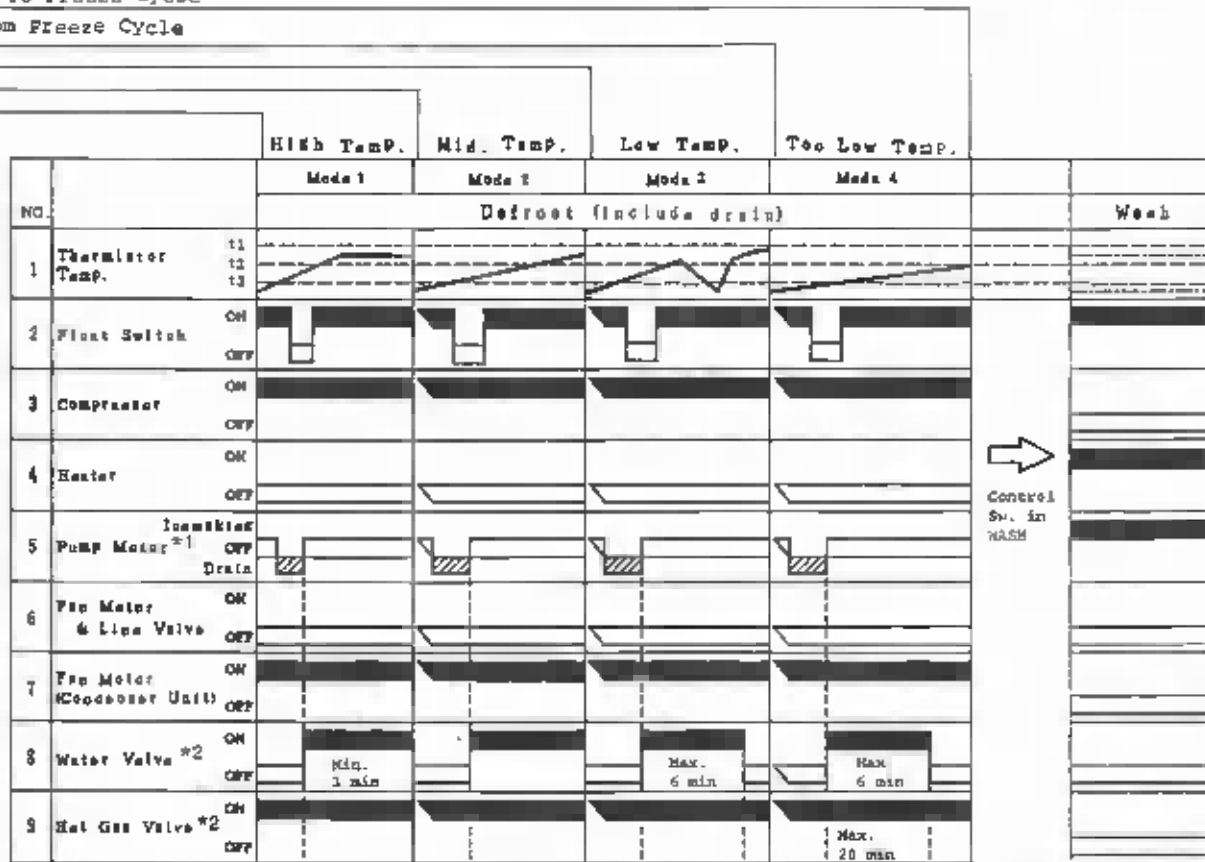 Freeze Cycle
High Temp. Mid. Temp. Low Temp. Too Low Temp.
Mode 1 Mode 2 Mode 3 Mode 4
NO. Defrost (Include drain) Wash
1 Thermistor Temp. t1 t2 t3
2 Float Switch ON OFF
3 Compressor ON OFF
4 Heater ON OFF
Control Sw. in WASH
5 Pump Motor *1 Icemaking OFF Drain
6 Fan Motor & Line Valve ON OFF
7 Fan Motor (Condenser Unit) ON OFF
8 Water Valve *2 ON OFF Min. 1 min Max. 6 min Max 6 min
9 Hot Gas Valve *2 ON OFF Max. 20 min